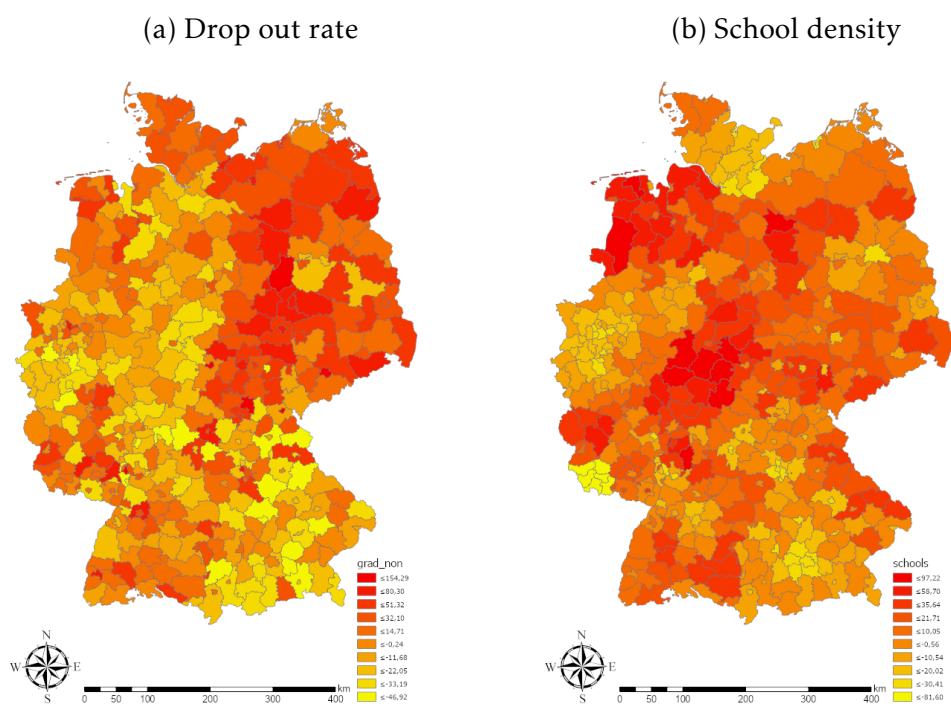 (a) Drop out rate
(b) School density
grad_non
≤154,29
≤80,30
≤51,32
≤32,10
≤14,71
≤-0,24
≤-11,68
≤-22,05
≤-33,19
≤-46,92
N
W E
S
0 50 100 200 300 400
km
schools
≤97,22
≤58,70
≤35,64
≤21,71
≤10,05
≤-0,56
≤-10,54
≤-20,02
≤-30,41
≤-81,60
N
W E
S
0 50 100 200 300 400
km